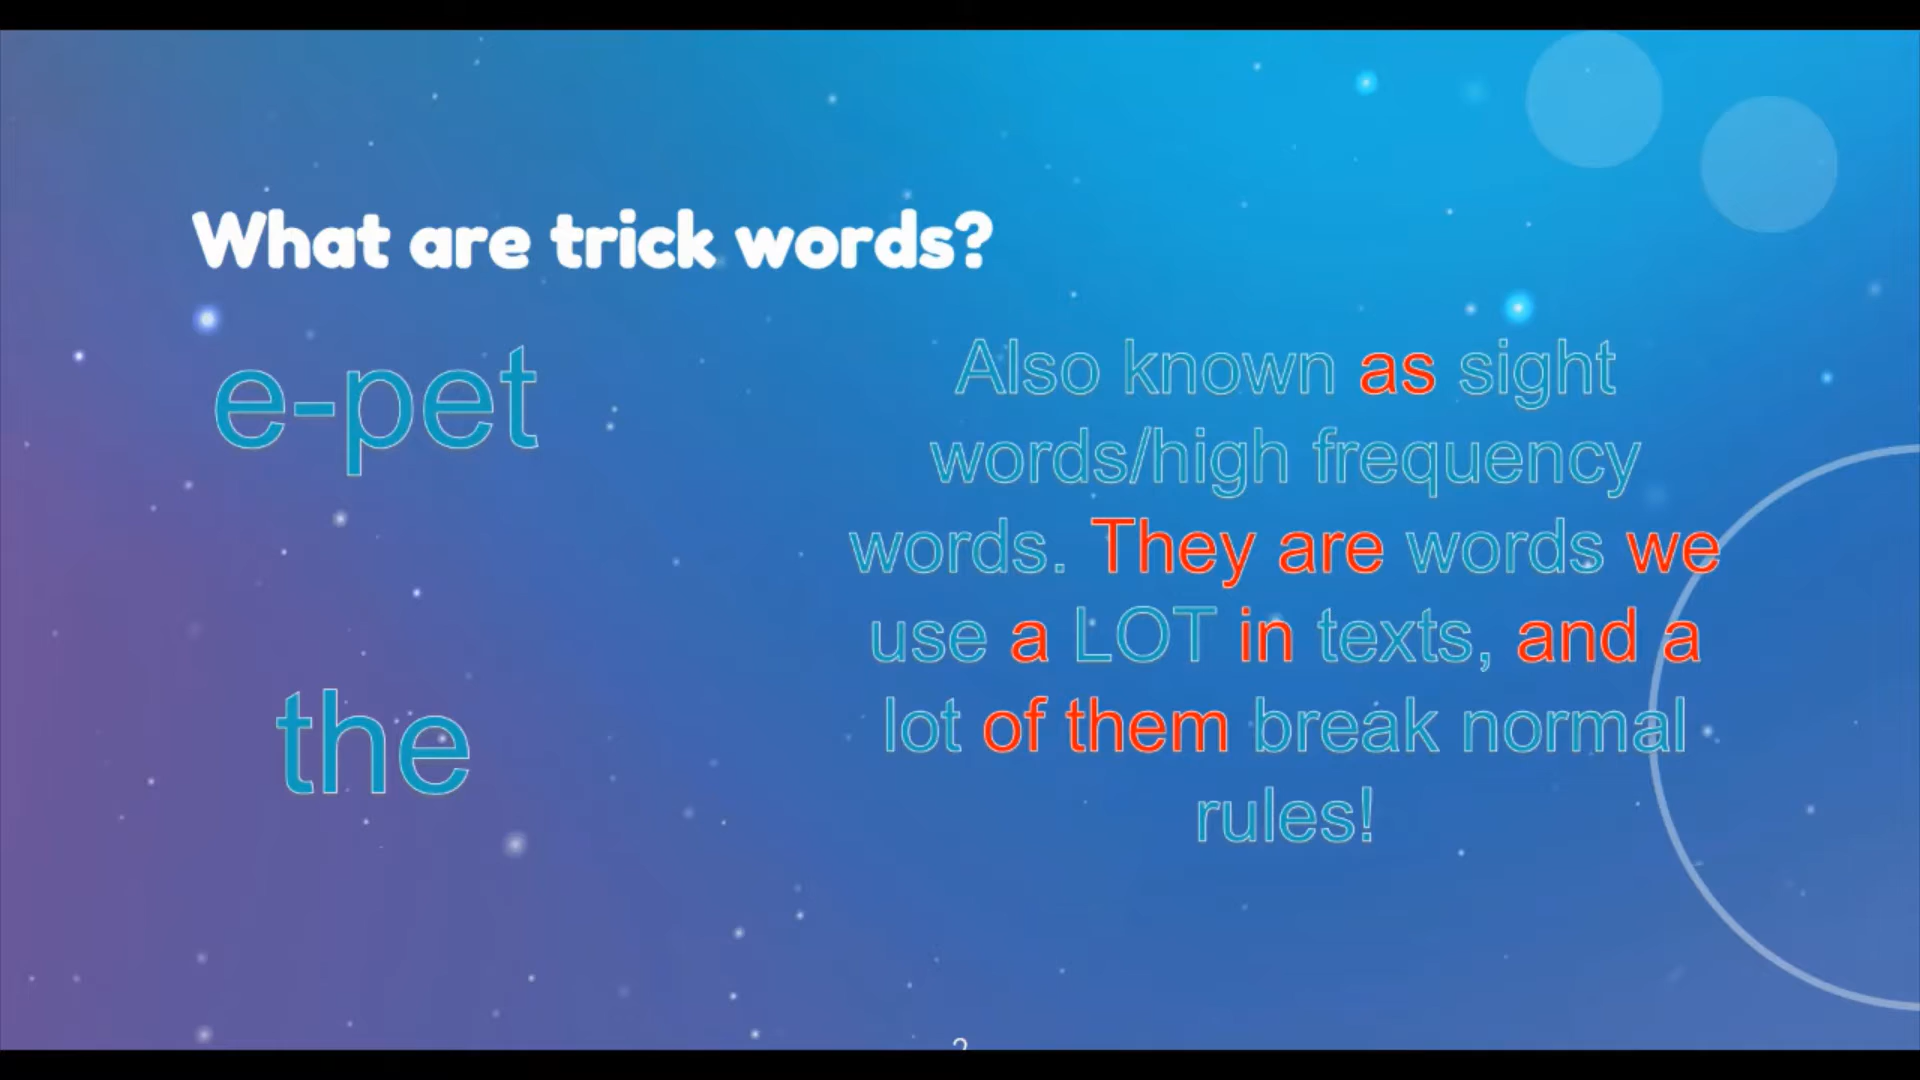 What are trick words?
e-pet
the
Also known as sight
words/high frequency
words. They are words we
use a LOT in texts, and a
lot of them break normal
rules!
2